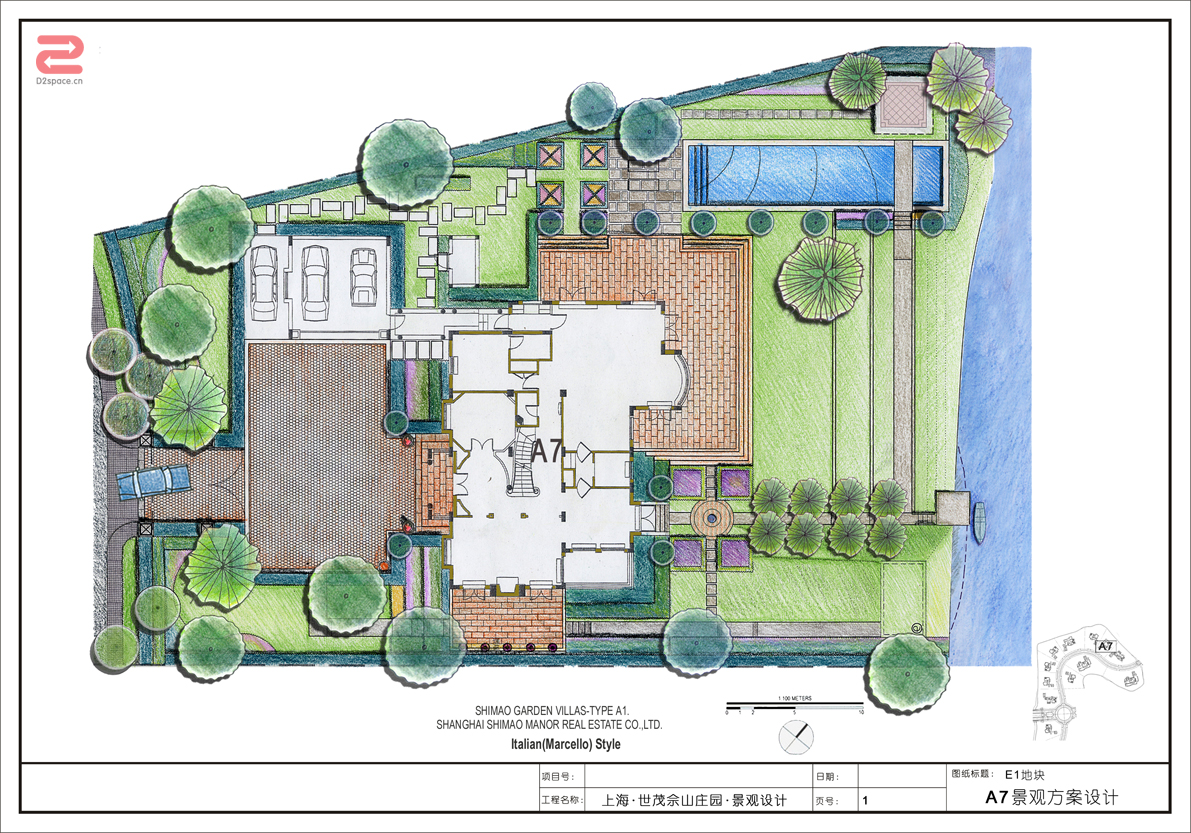 D2space.cn
A7
@
A7
1:100 METERS
0 1 2 5 10
SHIMAO GARDEN VILLAS-TYPE A1.
SHANGHAI SHIMAO MANOR REAL ESTATE CO.,LTD.
Italian(Marcello) Style
项目号:
日期:
图纸标题: E1地块
工程名称:
上海·世茂佘山庄园·景观设计
页号:
1
A7景观方案设计